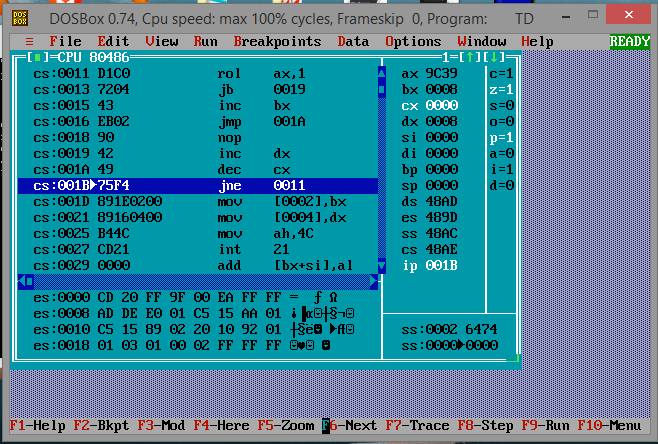 DOS BOX DOSBox 0.74, Cpu speed: max 100% cycles, Frameskip 0, Program: TD
≡ File Edit View Run Breakpoints Data Options Window Help READY
[■]=CPU 80486 1=[↑][↓]
cs:0011 D1C0 rol ax,1 ax 9C39 c=1
cs:0013 7204 jb 0019 bx 0008 z=1
cs:0015 43 inc bx cx 0000 s=0
cs:0016 EB02 jmp 001A dx 0008 o=0
cs:0018 90 nop si 0000 p=1
cs:0019 42 inc dx di 0000 a=0
cs:001A 49 dec cx bp 0000 i=1
cs:001B►75F4 jne 0011 sp 0000 d=0
cs:001D 891E0200 mov [0002],bx ds 48AD
cs:0021 89160400 mov [0004],dx es 489D
cs:0025 B44C mov ah,4C ss 48AC
cs:0027 CD21 int 21 cs 48AE
cs:0029 0000 add [bx+si],al ip 001B
es:0000 CD 20 FF 9F 00 EA FF FF = ƒ Ω
es:0008 AD DE E0 01 C5 15 AA 01
es:0010 C5 15 89 02 20 10 92 01 ss:0002 6474
es:0018 01 03 01 00 02 FF FF FF ss:0000►0000
F1-Help F2-Bkpt F3-Mod F4-Here F5-Zoom F6-Next F7-Trace F8-Step F9-Run F10-Menu